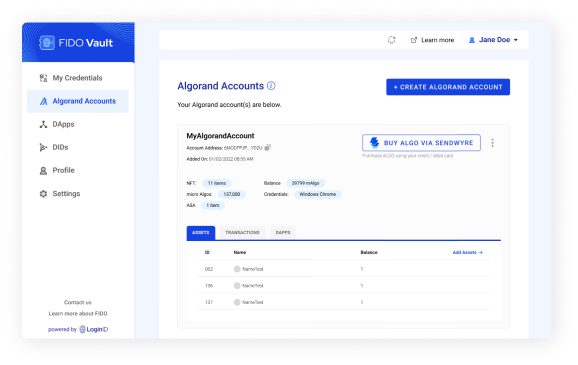 FIDO Vault
Learn more
Jane Doe
My Credentials
Algorand Accounts
DApps
DIDs
Profile
Settings
Contact us
Learn more about FIDO
powered by LoginID
Algorand Accounts
+ CREATE ALGORAND ACCOUNT
Your Algorand account(s) are below.
MyAlgorandAccount
BUY ALGO VIA SENDWYRE
Account Address:
Purchase ALGO using your credit / debit card
Added On: 01/02/2022 08:55 AM
NFT: 11 items Balance 39799 mAlgo
micro Algos: 137,000 Credentials: Windows Chrome
ASA 1 item
ASSETS TRANSACTIONS DAPPS
ID Name Balance Add Assets →
002 NameTest 1
136 NameTest 1
137 NameTest 1